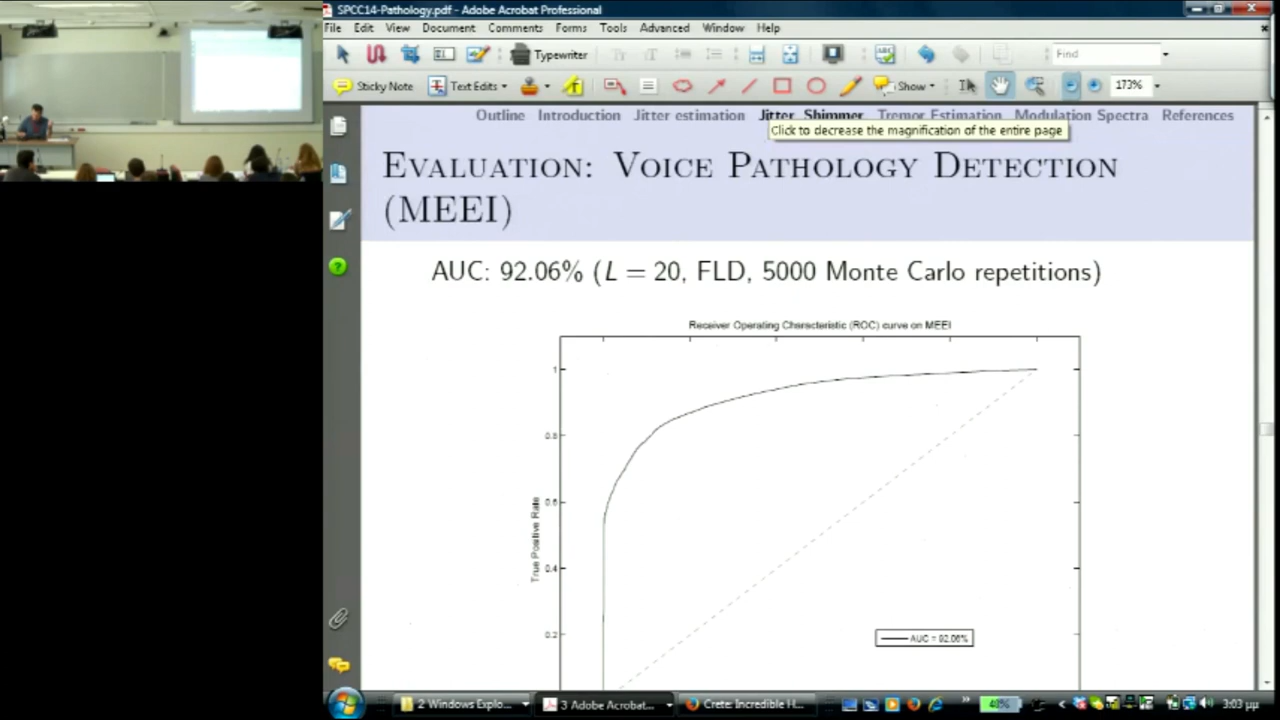 SPCC14-Pathology.pdf - Adobe Acrobat Professional
File Edit View Document Comments Forms Tools Advanced Window Help
Typewriter Find
Sticky Note Text Edits Show 173%
Outline Introduction Jitter estimation Jitter, Shimmer Tremor Estimation Modulation Spectra References
Click to decrease the magnification of the entire page
EVALUATION: VOICE PATHOLOGY DETECTION
(MEEI)
AUC: 92.06% (L = 20, FLD, 5000 Monte Carlo repetitions)
Receiver Operating Characteristic (ROC) curve on MEEI
1
0.8
0.6
True Positive Rate
0.4
0.2
AUC = 92.06%
2 Windows Explo... 3 Adobe Acrobat... Crete: Incredible H... 40% 3:03 μμ